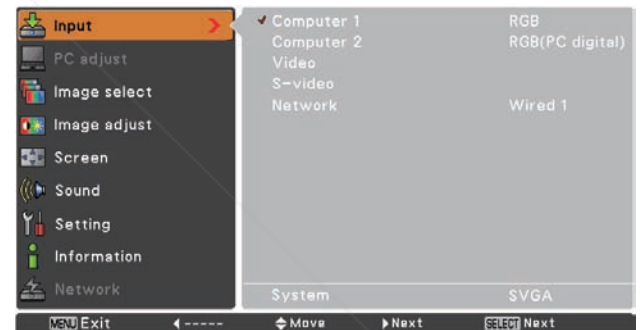 Input
PC adjust
Image select
Image adjust
Screen
Sound
Setting
Information
Network
Computer 1 RGB
Computer 2 RGB(PC digital)
Video
S-video
Network Wired 1
System SVGA
MENU Exit ----- Move Next SELECT Next